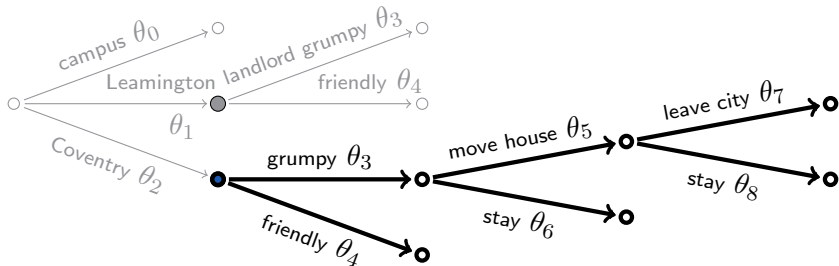 campus θ0
Leamington
θ1
Coventry θ2
landlord grumpy θ3
friendly θ4
grumpy θ3
friendly θ4
move house θ5
stay θ6
leave city θ7
stay θ8